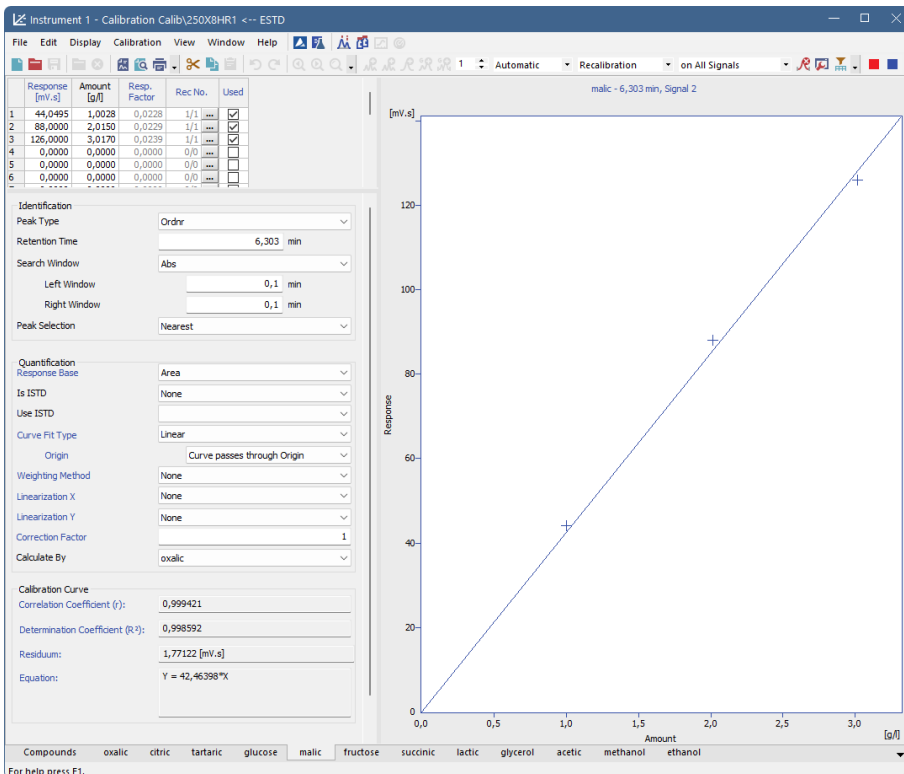 Instrument 1 - Calibration Calib\250X8HR1 <-- ESTD
File Edit Display Calibration View Window Help
1 Automatic Recalibration on All Signals
Response [mV.s] Amount [g/l] Resp. Factor Rec No. Used
1 44,0495 1,0028 0,0228 1/1 ...
2 88,0000 2,0150 0,0229 1/1 ...
3 126,0000 3,0170 0,0239 1/1 ...
4 0,0000 0,0000 0,0000 0/0 ...
5 0,0000 0,0000 0,0000 0/0 ...
6 0,0000 0,0000 0,0000 0/0 ...
Identification
Peak Type Ordnr
Retention Time 6,303 min
Search Window Abs
Left Window 0,1 min
Right Window 0,1 min
Peak Selection Nearest
Quantification
Response Base Area
Is ISTD None
Use ISTD
Curve Fit Type Linear
Origin Curve passes through Origin
Weighting Method None
Linearization X None
Linearization Y None
Correction Factor 1
Calculate By oxalic
Calibration Curve
Correlation Coefficient (r): 0,999421
Determination Coefficient (R²): 0,998592
Residuum: 1,77122 [mV.s]
Equation: Y = 42,46398*X
malic - 6,303 min, Signal 2
[mV.s]
120
100
80
Response
60
40
20
0
0,0 0,5 1,0 1,5 2,0 2,5 3,0
Amount [g/l]
Compounds oxalic citric tartaric glucose malic fructose succinic lactic glycerol acetic methanol ethanol
For help press F1.